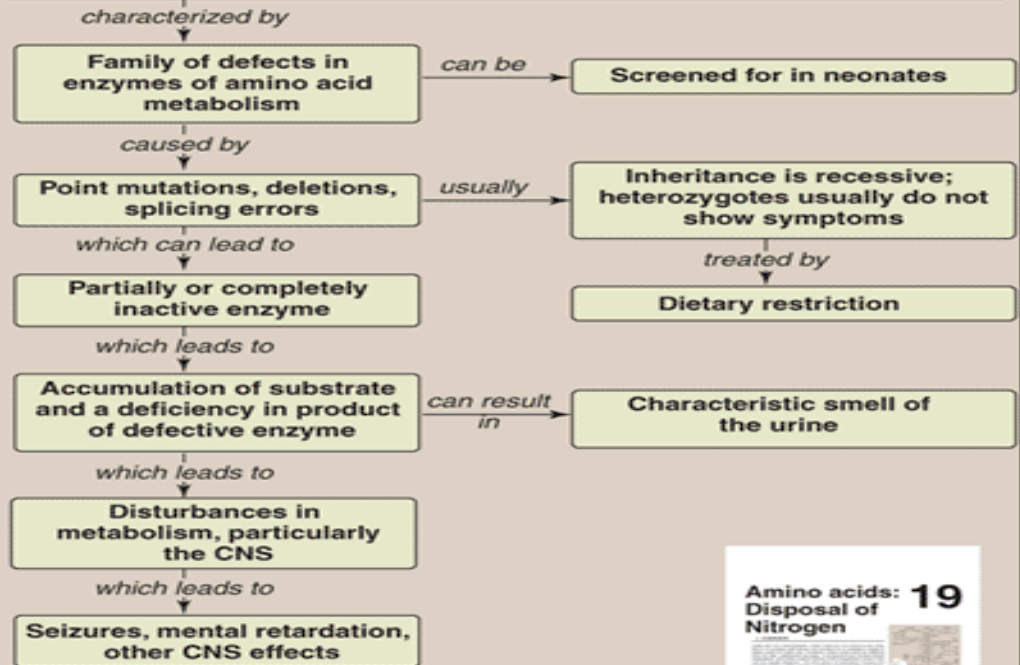 characterized by
Family of defects in
enzymes of amino acid
metabolism
can be
Screened for in neonates
caused by
Point mutations, deletions,
splicing errors
usually
Inheritance is recessive;
heterozygotes usually do not
show symptoms
which can lead to
treated by
Partially or completely
inactive enzyme
Dietary restriction
which leads to
Accumulation of substrate
and a deficiency in product
of defective enzyme
can result
in
Characteristic smell of
the urine
which leads to
Disturbances in
metabolism, particularly
the CNS
which leads to
Seizures, mental retardation,
other CNS effects
Amino acids: 19
Disposal of
Nitrogen